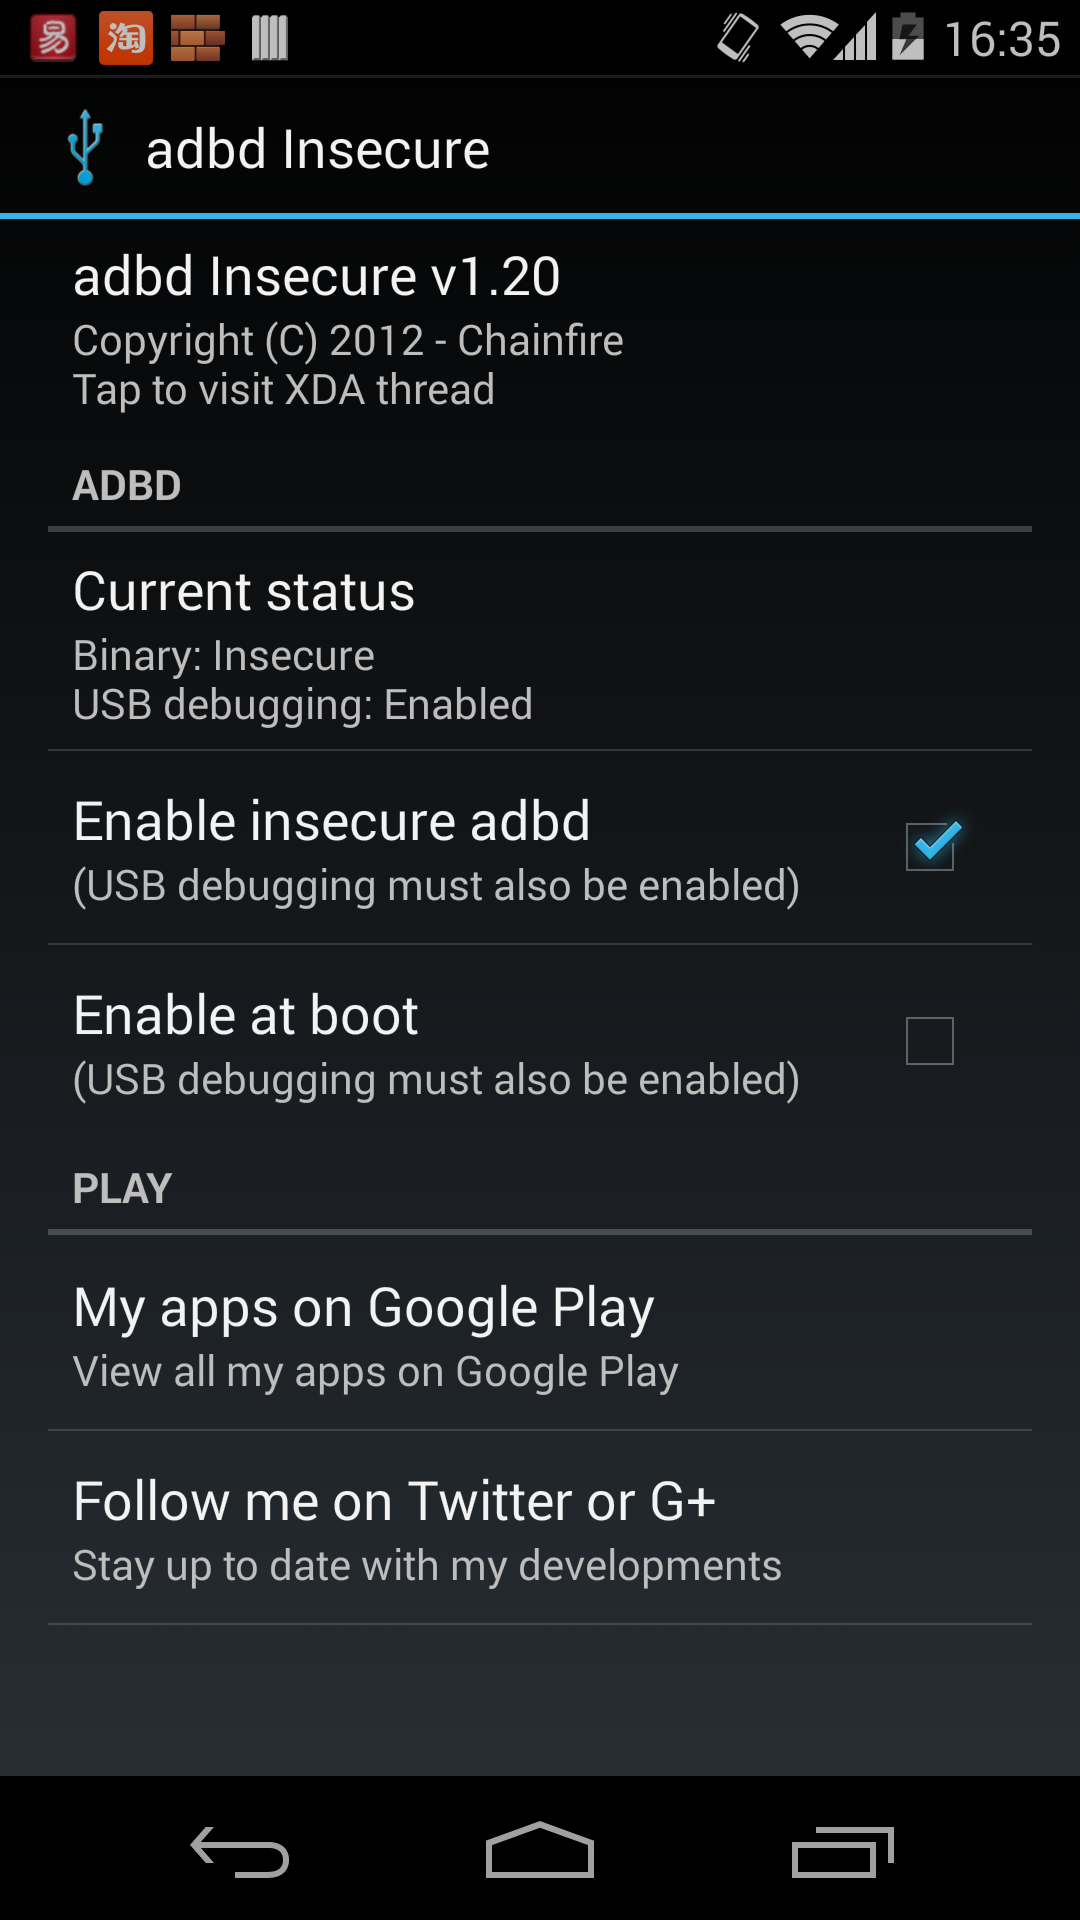 易 淘 16:35
adbd Insecure
adbd Insecure v1.20
Copyright (C) 2012 - Chainfire
Tap to visit XDA thread
ADBD
Current status
Binary: Insecure
USB debugging: Enabled
Enable insecure adbd
(USB debugging must also be enabled)
Enable at boot
(USB debugging must also be enabled)
PLAY
My apps on Google Play
View all my apps on Google Play
Follow me on Twitter or G+
Stay up to date with my developments